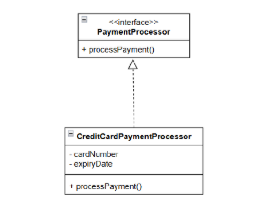 <<interface>>
PaymentProcessor
+ processPayment()
CreditCardPaymentProcessor
- cardNumber
- expiryDate
+ processPayment()